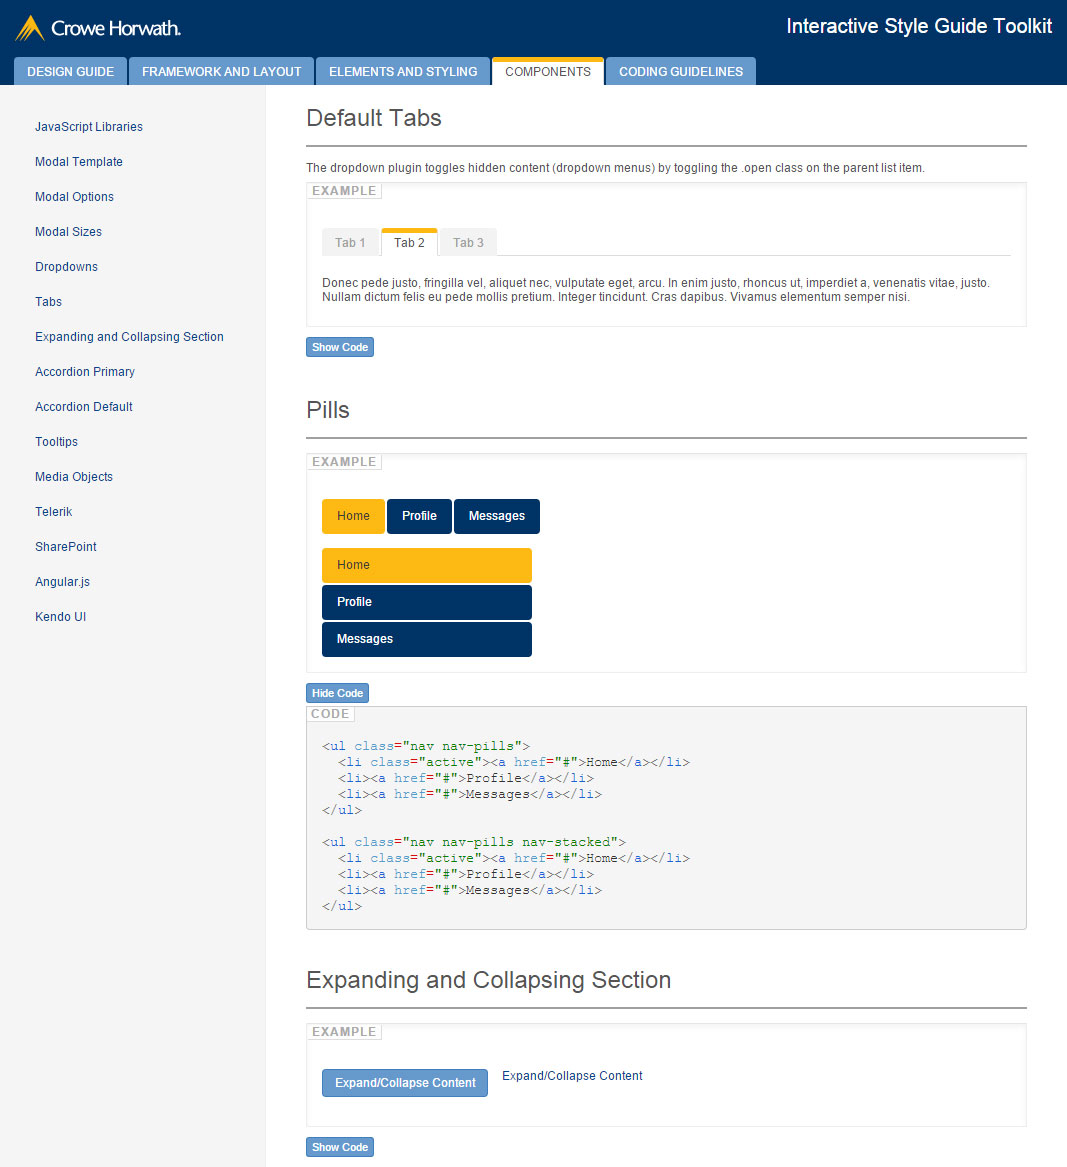 Crowe Horwath.
Interactive Style Guide Toolkit
DESIGN GUIDE
FRAMEWORK AND LAYOUT
ELEMENTS AND STYLING
COMPONENTS
CODING GUIDELINES
JavaScript Libraries
Modal Template
Modal Options
Modal Sizes
Dropdowns
Tabs
Expanding and Collapsing Section
Accordion Primary
Accordion Default
Tooltips
Media Objects
Telerik
SharePoint
Angular.js
Kendo UI
Default Tabs
The dropdown plugin toggles hidden content (dropdown menus) by toggling the .open class on the parent list item.
EXAMPLE
Tab 1
Tab 2
Tab 3
Donec pede justo, fringilla vel, aliquet nec, vulputate eget, arcu. In enim justo, rhoncus ut, imperdiet a, venenatis vitae, justo.
Nullam dictum felis eu pede mollis pretium. Integer tincidunt. Cras dapibus. Vivamus elementum semper nisi.
Show Code
Pills
EXAMPLE
Home
Profile
Messages
Home
Profile
Messages
Hide Code
CODE
<ul class="nav nav-pills">
  <li class="active"><a href="#">Home</a></li>
  <li><a href="#">Profile</a></li>
  <li><a href="#">Messages</a></li>
</ul>
<ul class="nav nav-pills nav-stacked">
  <li class="active"><a href="#">Home</a></li>
  <li><a href="#">Profile</a></li>
  <li><a href="#">Messages</a></li>
</ul>
Expanding and Collapsing Section
EXAMPLE
Expand/Collapse Content
Expand/Collapse Content
Show Code